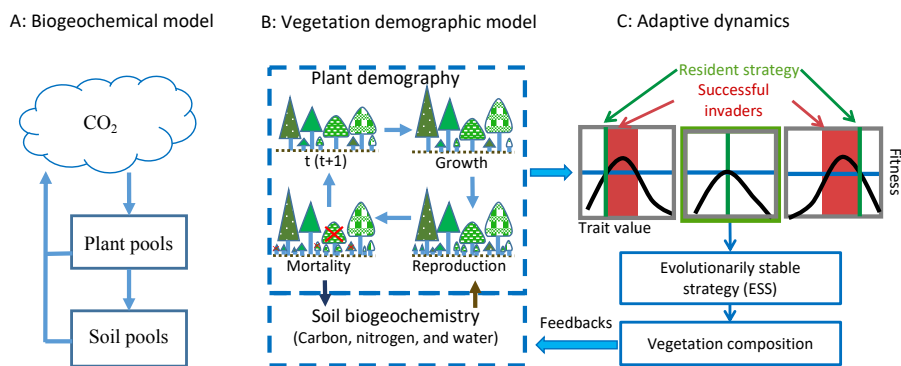 A: Biogeochemical model
CO₂
Plant pools
Soil pools
B: Vegetation demographic model
Plant demography
t (t+1)
Growth
Mortality
Reproduction
Soil biogeochemistry
(Carbon, nitrogen, and water)
C: Adaptive dynamics
Resident strategy
Successful
invaders
Fitness
Trait value
Evolutionarily stable
strategy (ESS)
Feedbacks
Vegetation composition